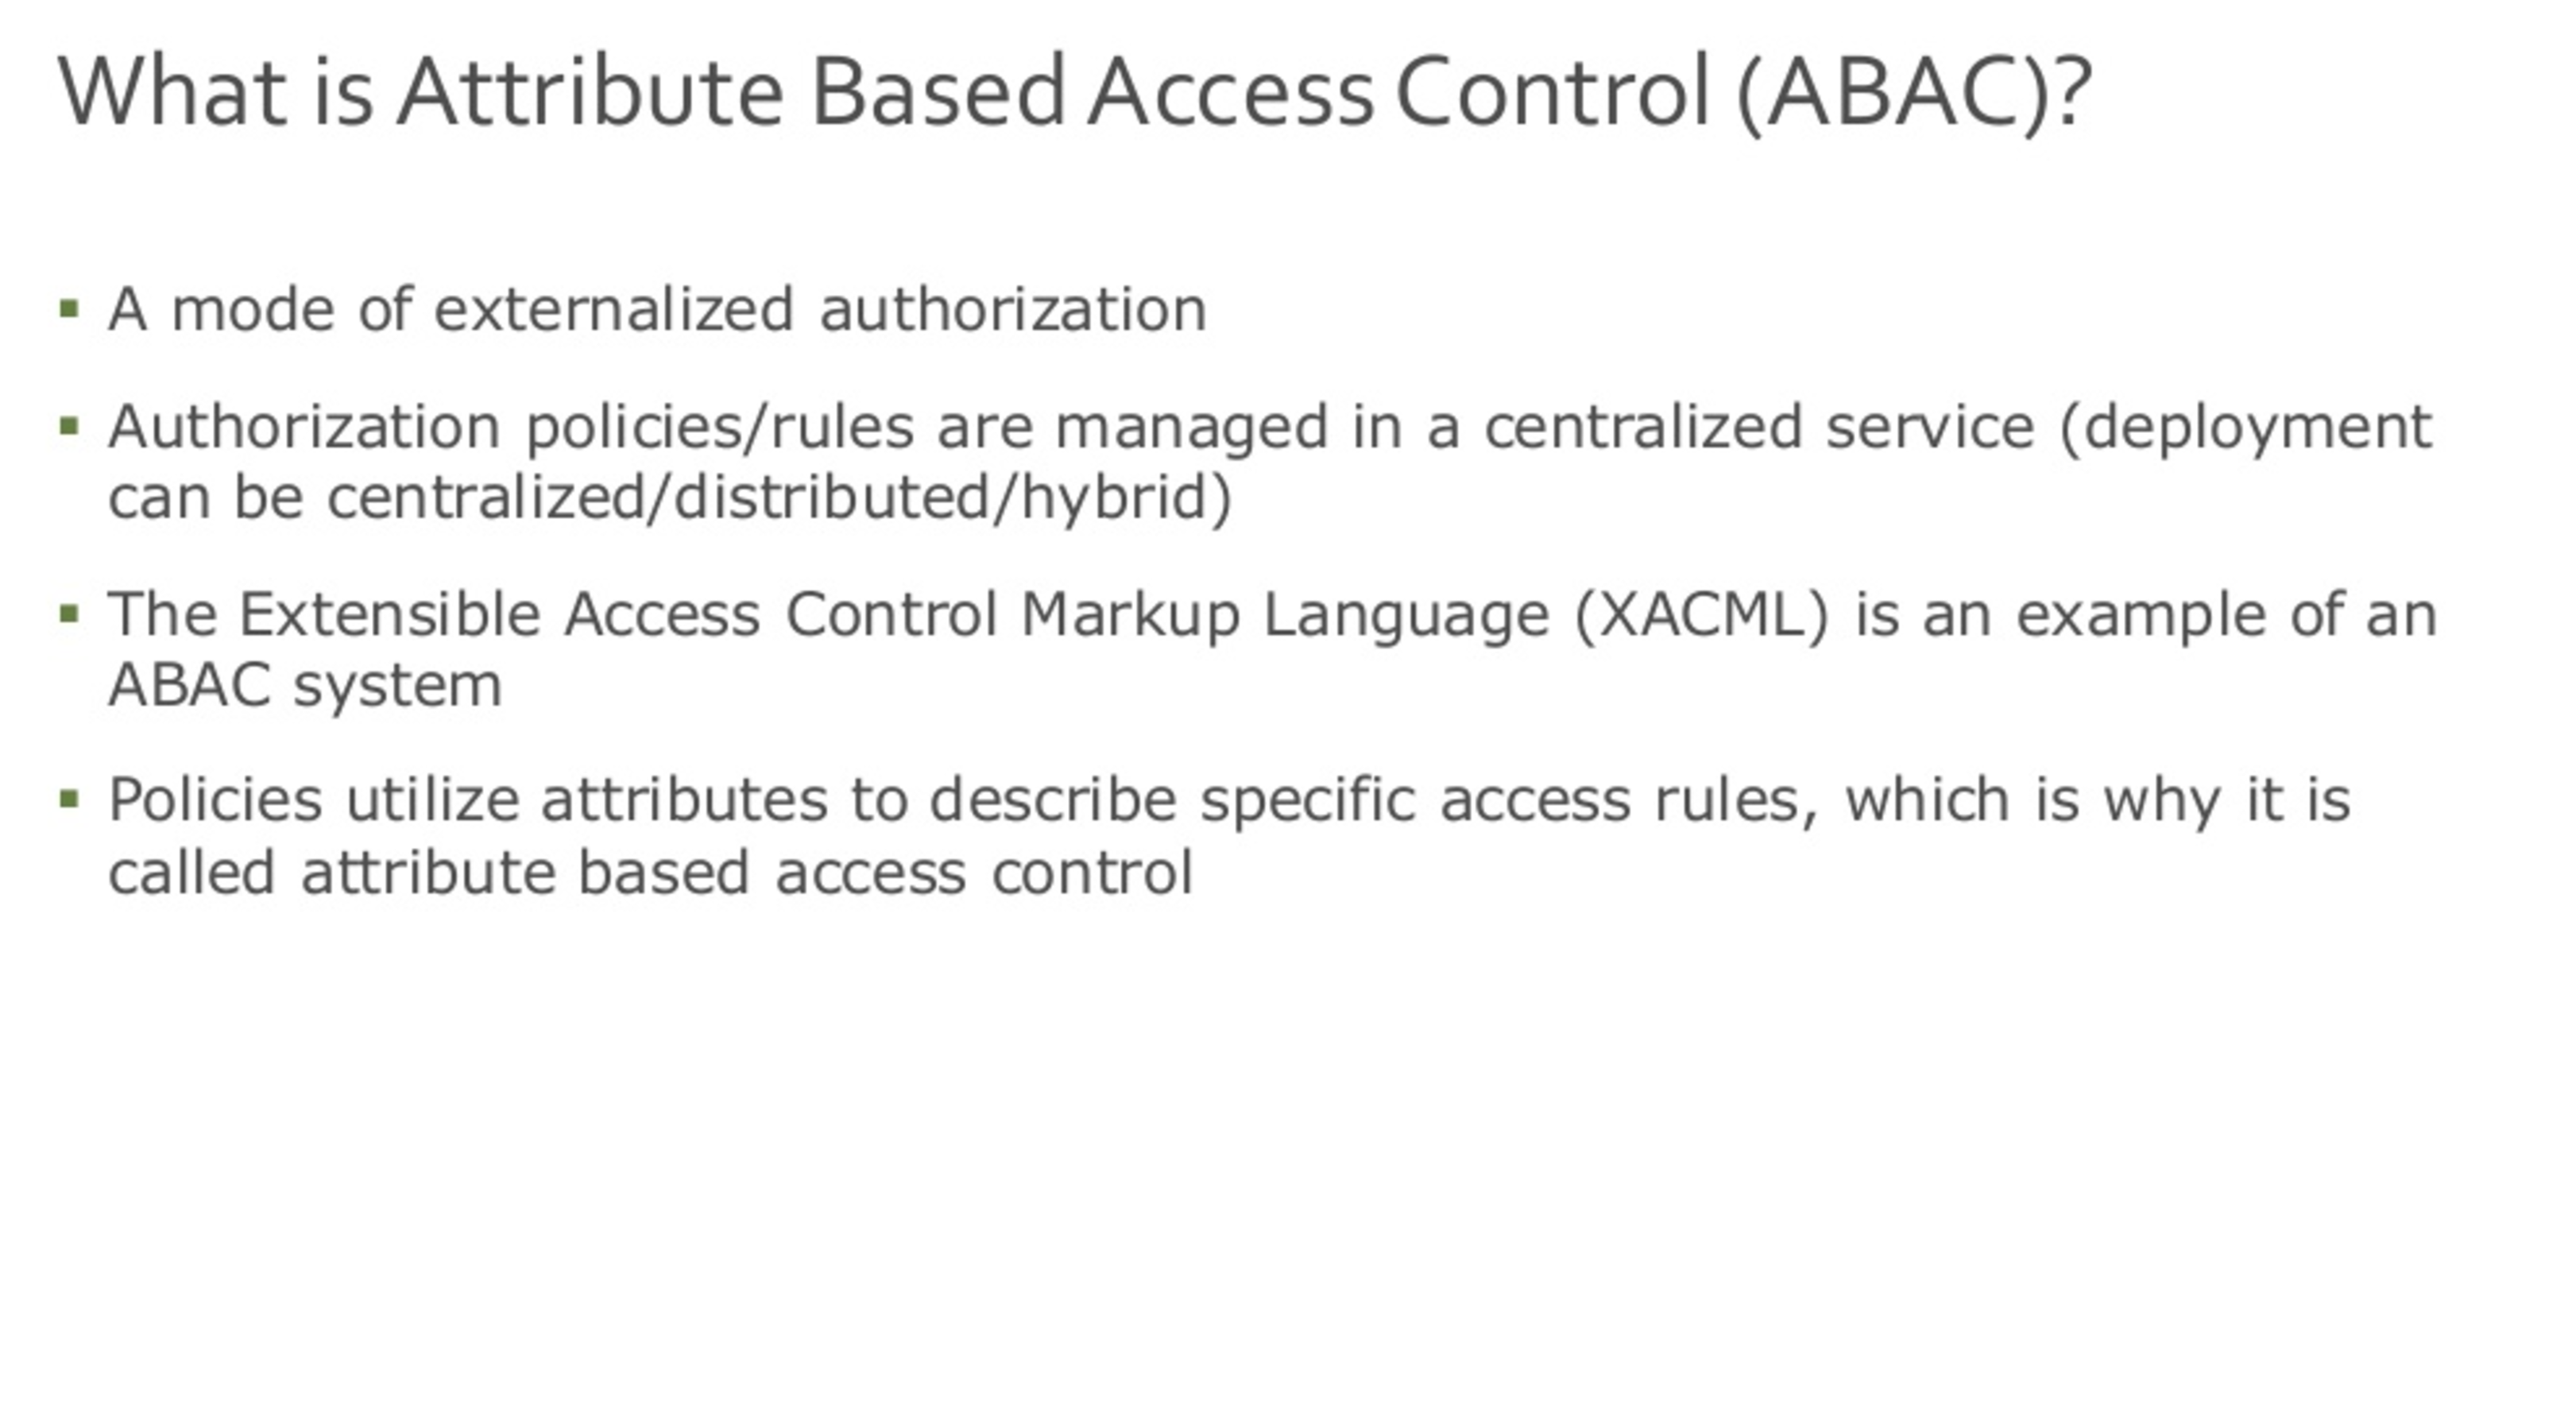 What is Attribute Based Access Control (ABAC)?
▪ A mode of externalized authorization
▪ Authorization policies/rules are managed in a centralized service (deployment
can be centralized/distributed/hybrid)
▪ The Extensible Access Control Markup Language (XACML) is an example of an
ABAC system
▪ Policies utilize attributes to describe specific access rules, which is why it is
called attribute based access control